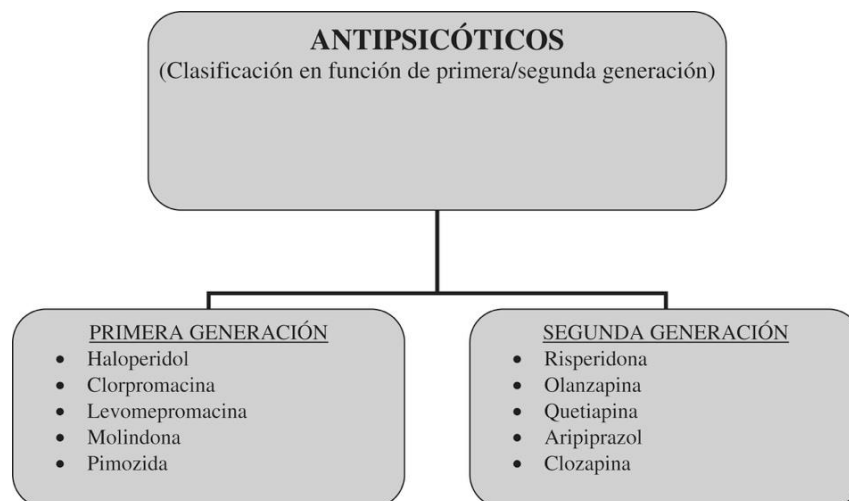 ANTIPSICÓTICOS
(Clasificación en función de primera/segunda generación)
PRIMERA GENERACIÓN
• Haloperidol
• Clorpromacina
• Levomepromacina
• Molindona
• Pimozida
SEGUNDA GENERACIÓN
• Risperidona
• Olanzapina
• Quetiapina
• Aripiprazol
• Clozapina